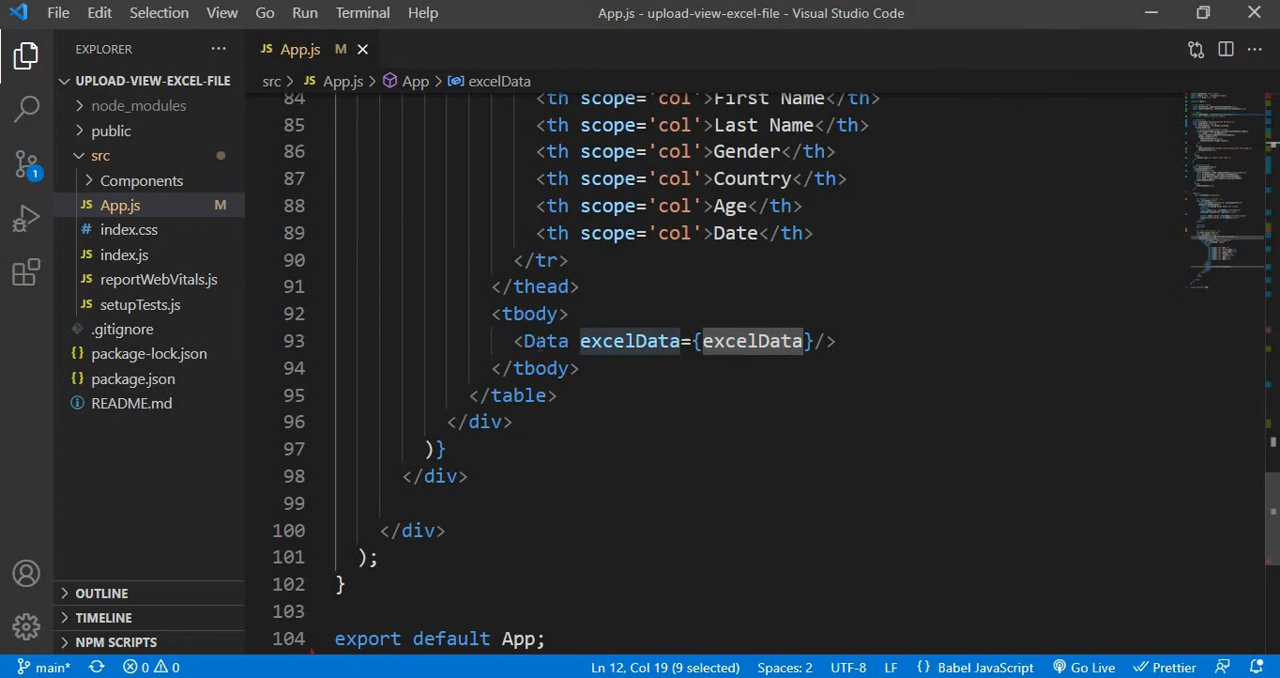 File Edit Selection View Go Run Terminal Help App.js - upload-view-excel-file - Visual Studio Code
EXPLORER
UPLOAD-VIEW-EXCEL-FILE
node_modules
public
src
Components
JS App.js M
# index.css
JS index.js
JS reportWebVitals.js
JS setupTests.js
.gitignore
package-lock.json
package.json
README.md
OUTLINE
TIMELINE
NPM SCRIPTS
1
JS App.js M
src > JS App.js > App > excelData
84 <th scope='col'>First Name</th>
85 <th scope='col'>Last Name</th>
86 <th scope='col'>Gender</th>
87 <th scope='col'>Country</th>
88 <th scope='col'>Age</th>
89 <th scope='col'>Date</th>
90 </tr>
91 </thead>
92 <tbody>
93 <Data excelData={excelData}/>
94 </tbody>
95 </table>
96 </div>
97 )}
98 </div>
99
100 </div>
101 );
102 }
103
104 export default App;
main* 0 0 Ln 12, Col 19 (9 selected) Spaces: 2 UTF-8 LF {} Babel JavaScript Go Live Prettier